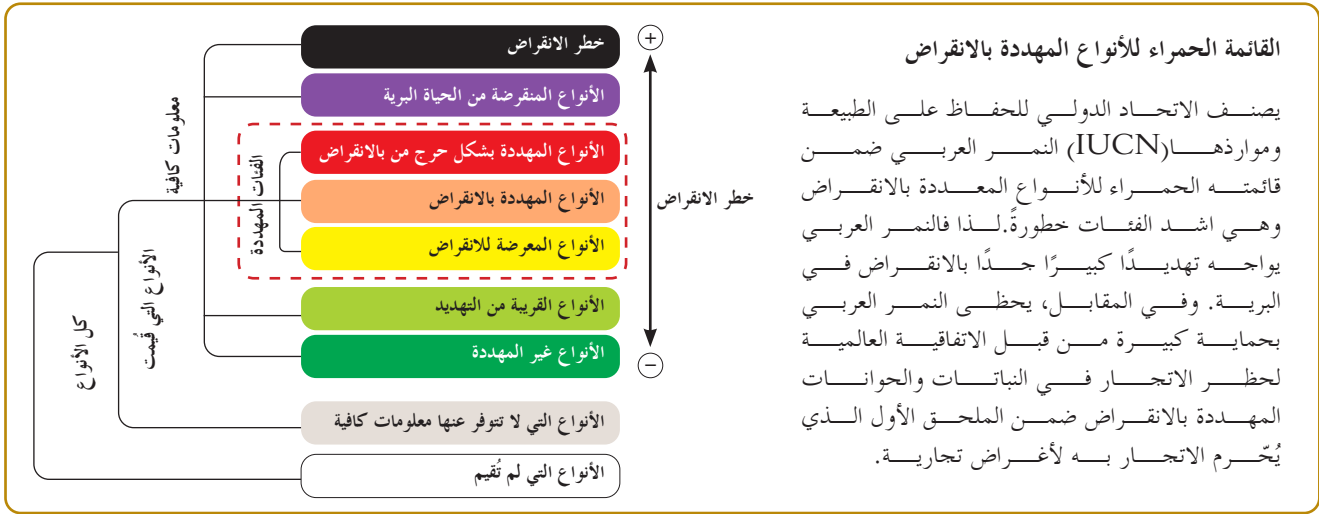 القائمة الحمراء للأنواع المهددة بالانقراض
يصنف الاتحاد الدولي للحفاظ على الطبيعة
وموارذها(IUCN) النمر العربي ضمن
قائمته الحمراء للأنواع المعددة بالانقراض
وهي اشد الفئات خطورةً.لذا فالنمر العربي
يواجه تهديدًا كبيرًا جدًا بالانقراض في
البرية. وفي المقابل، يحظى النمر العربي
بحماية كبيرة من قبل الاتفاقية العالمية
لحظر الاتجار في النباتات والحوانات
المهددة بالانقراض ضمن الملحق الأول الذي
يُحّرم الاتجار به لأغراض تجارية.
+
خطر الانقراض
−
خطر الانقراض
الأنواع المنقرضة من الحياة البرية
الأنواع المهددة بشكل حرج من بالانقراض
الأنواع المهددة بالانقراض
الأنواع المعرضة للانقراض
الأنواع القريبة من التهديد
الأنواع غير المهددة
الأنواع التي لا تتوفر عنها معلومات كافية
الأنواع التي لم تُقيم
الفئات المهددة
معلومات كافية
الأنواع التي قُيمت
كل الأنواع